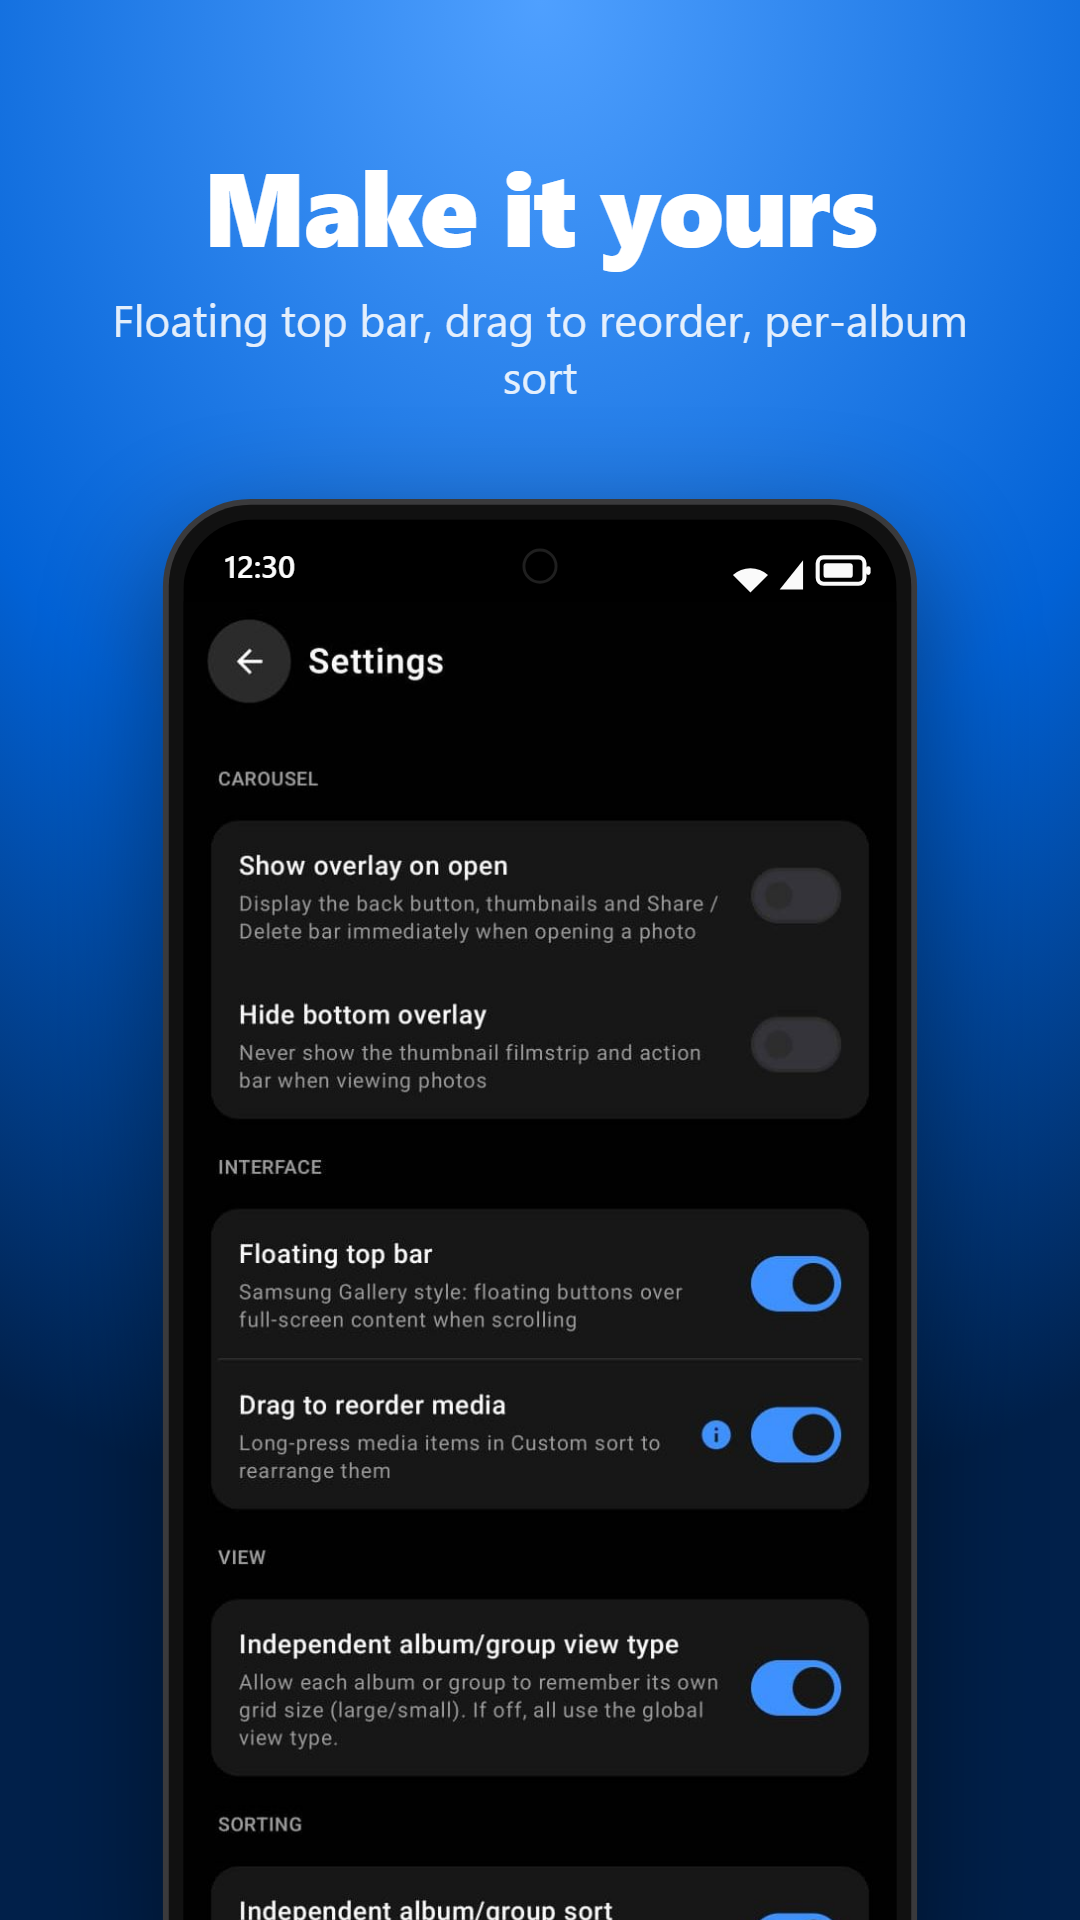 Make it yours
Floating top bar, drag to reorder, per-album
sort
12:30
Settings
CAROUSEL
Show overlay on open
Display the back button, thumbnails and Share /
Delete bar immediately when opening a photo
Hide bottom overlay
Never show the thumbnail filmstrip and action
bar when viewing photos
INTERFACE
Floating top bar
Samsung Gallery style: floating buttons over
full-screen content when scrolling
Drag to reorder media
Long-press media items in Custom sort to
rearrange them
VIEW
Independent album/group view type
Allow each album or group to remember its own
grid size (large/small). If off, all use the global
view type.
SORTING
Independent album/group sort